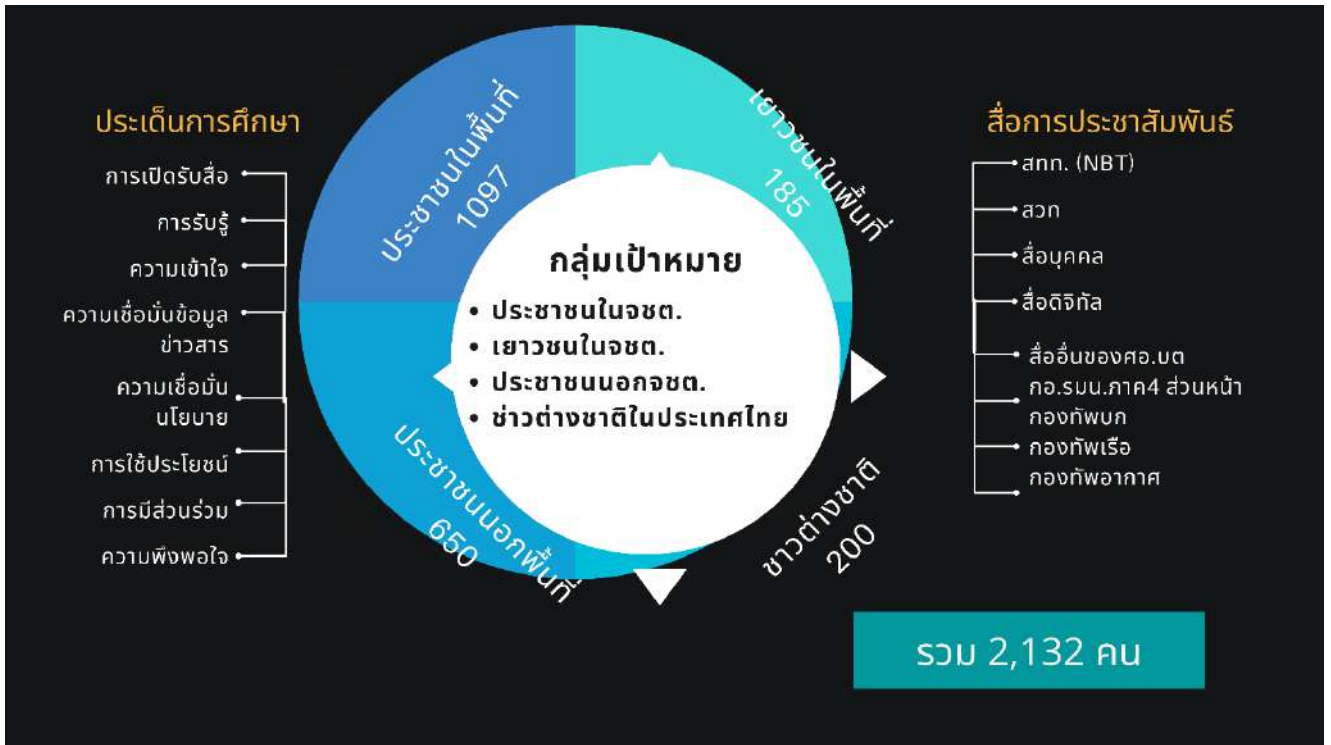 ประเด็นการศึกษา
การเปิดรับสื่อ
การรับรู้
ความเข้าใจ
ความเชื่อมั่นข้อมูล
ข่าวสาร
ความเชื่อมั่น
นโยบาย
การใช้ประโยชน์
การมีส่วนร่วม
ความพึงพอใจ
ประชาชนในพื้นที่
1097
เยาวชนในพื้นที่
185
กลุ่มเป้าหมาย
• ประชาชนในจชต.
• เยาวชนในจชต.
• ประชาชนนอกจชต.
• ช่าวต่างชาติในประเทศไทย
ประชาชนนอกพื้นที่
650
ชาวต่างชาติ
200
สื่อการประชาสัมพันธ์
สทท. (NBT)
สวท
สื่อบุคคล
สื่อดิจิทัล
สื่ออื่นของศอ.บต
กอ.รมน.ภาค4 ส่วนหน้า
กองทัพบก
กองทัพเรือ
กองทัพอากาศ
รวม 2,132 คน